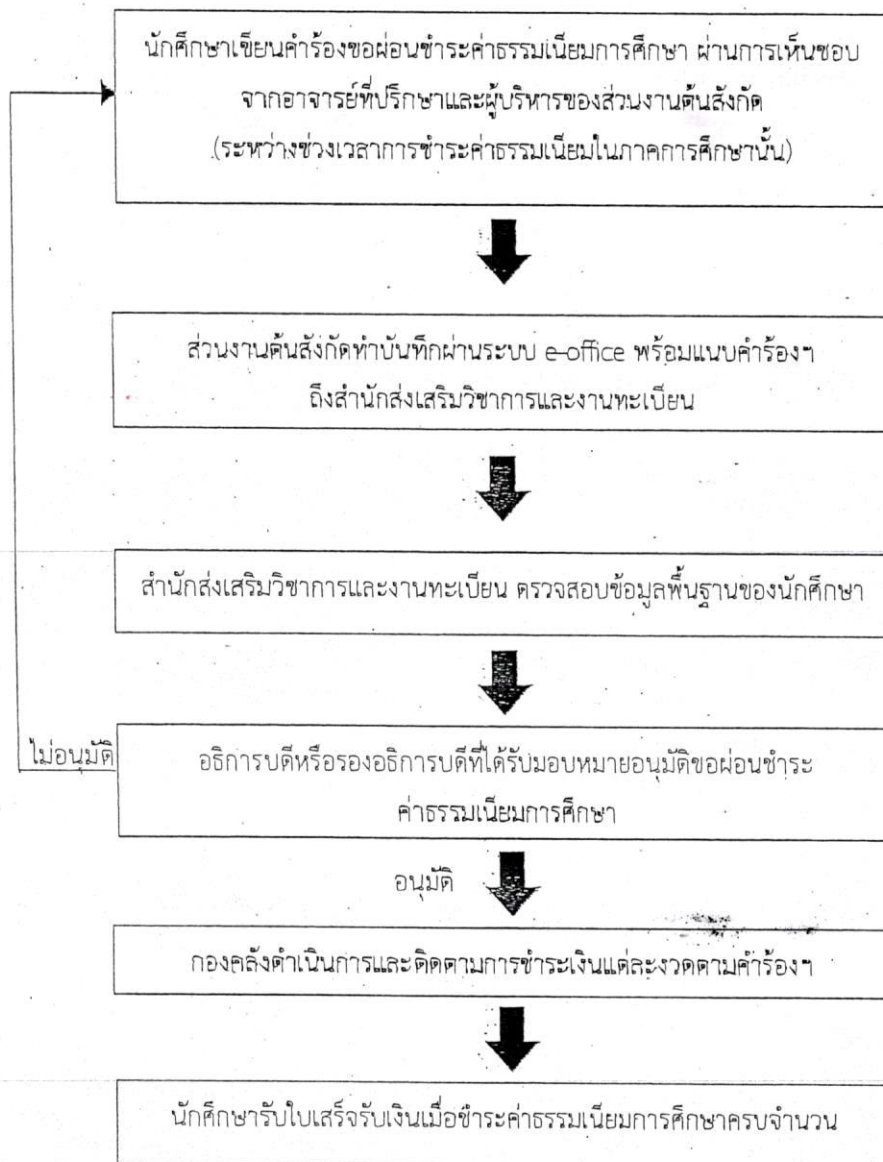 นักศึกษาเขียนคำร้องขอผ่อนชำระค่าธรรมเนียมการศึกษา ผ่านการเห็นชอบ
จากอาจารย์ที่ปรึกษาและผู้บริหารของส่วนงานต้นสังกัด
(ระหว่างช่วงเวลาการชำระค่าธรรมเนียมในภาคการศึกษานั้น)
ส่วนงานต้นสังกัดทำบันทึกผ่านระบบ e-office พร้อมแนบคำร้องฯ
ถึงสำนักส่งเสริมวิชาการและงานทะเบียน
สำนักส่งเสริมวิชาการและงานทะเบียน ตรวจสอบข้อมูลพื้นฐานของนักศึกษา
ไม่อนุมัติ
อธิการบดีหรือรองอธิการบดีที่ได้รับมอบหมายอนุมัติขอผ่อนชำระ
ค่าธรรมเนียมการศึกษา
อนุมัติ
กองคลังดำเนินการและติดตามการชำระเงินแต่ละงวดตามคำร้องฯ
นักศึกษารับใบเสร็จรับเงินเมื่อชำระค่าธรรมเนียมการศึกษาครบจำนวน